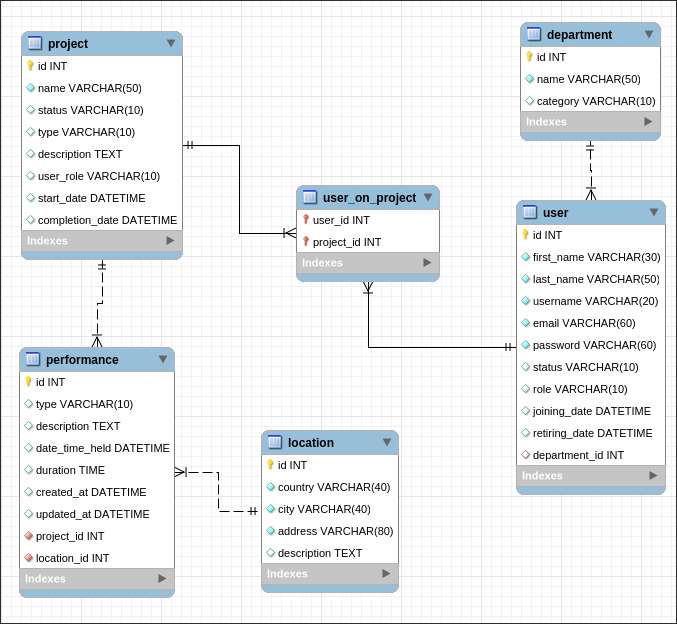 project
id INT
name VARCHAR(50)
status VARCHAR(10)
type VARCHAR(10)
description TEXT
user_role VARCHAR(10)
start_date DATETIME
completion_date DATETIME
Indexes
department
id INT
name VARCHAR(50)
category VARCHAR(10)
Indexes
user_on_project
user_id INT
project_id INT
Indexes
user
id INT
first_name VARCHAR(30)
last_name VARCHAR(50)
username VARCHAR(20)
email VARCHAR(60)
password VARCHAR(60)
status VARCHAR(10)
role VARCHAR(10)
joining_date DATETIME
retiring_date DATETIME
department_id INT
Indexes
performance
id INT
type VARCHAR(10)
description TEXT
date_time_held DATETIME
duration TIME
created_at DATETIME
updated_at DATETIME
project_id INT
location_id INT
Indexes
location
id INT
country VARCHAR(40)
city VARCHAR(40)
address VARCHAR(80)
description TEXT
Indexes